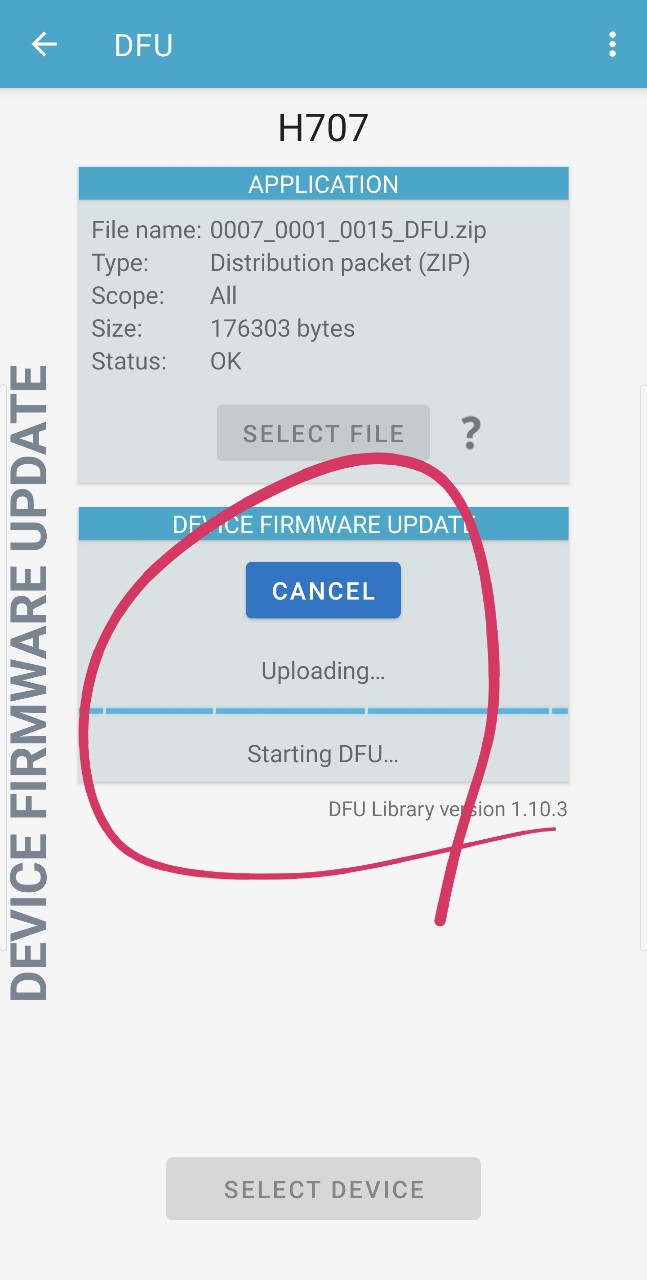 DFU
H707
APPLICATION
File name: 0007_0001_0015_DFU.zip
Type: Distribution packet (ZIP)
Scope: All
Size: 176303 bytes
Status: OK
SELECT FILE ?
DEVICE FIRMWARE UPDATE
DEVICE FIRMWARE UPDATE
CANCEL
Uploading…
Starting DFU…
DFU Library version 1.10.3
SELECT DEVICE